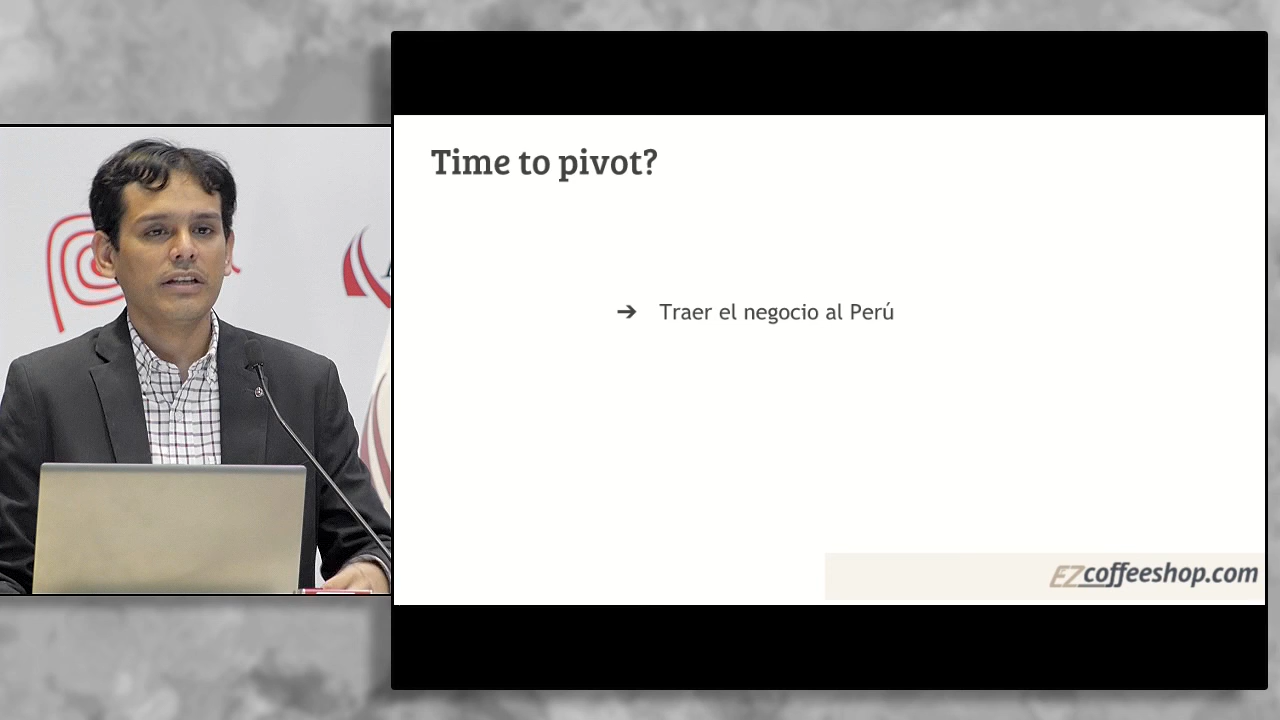 Time to pivot?
➔ Traer el negocio al Perú
EZcoffeeshop.com